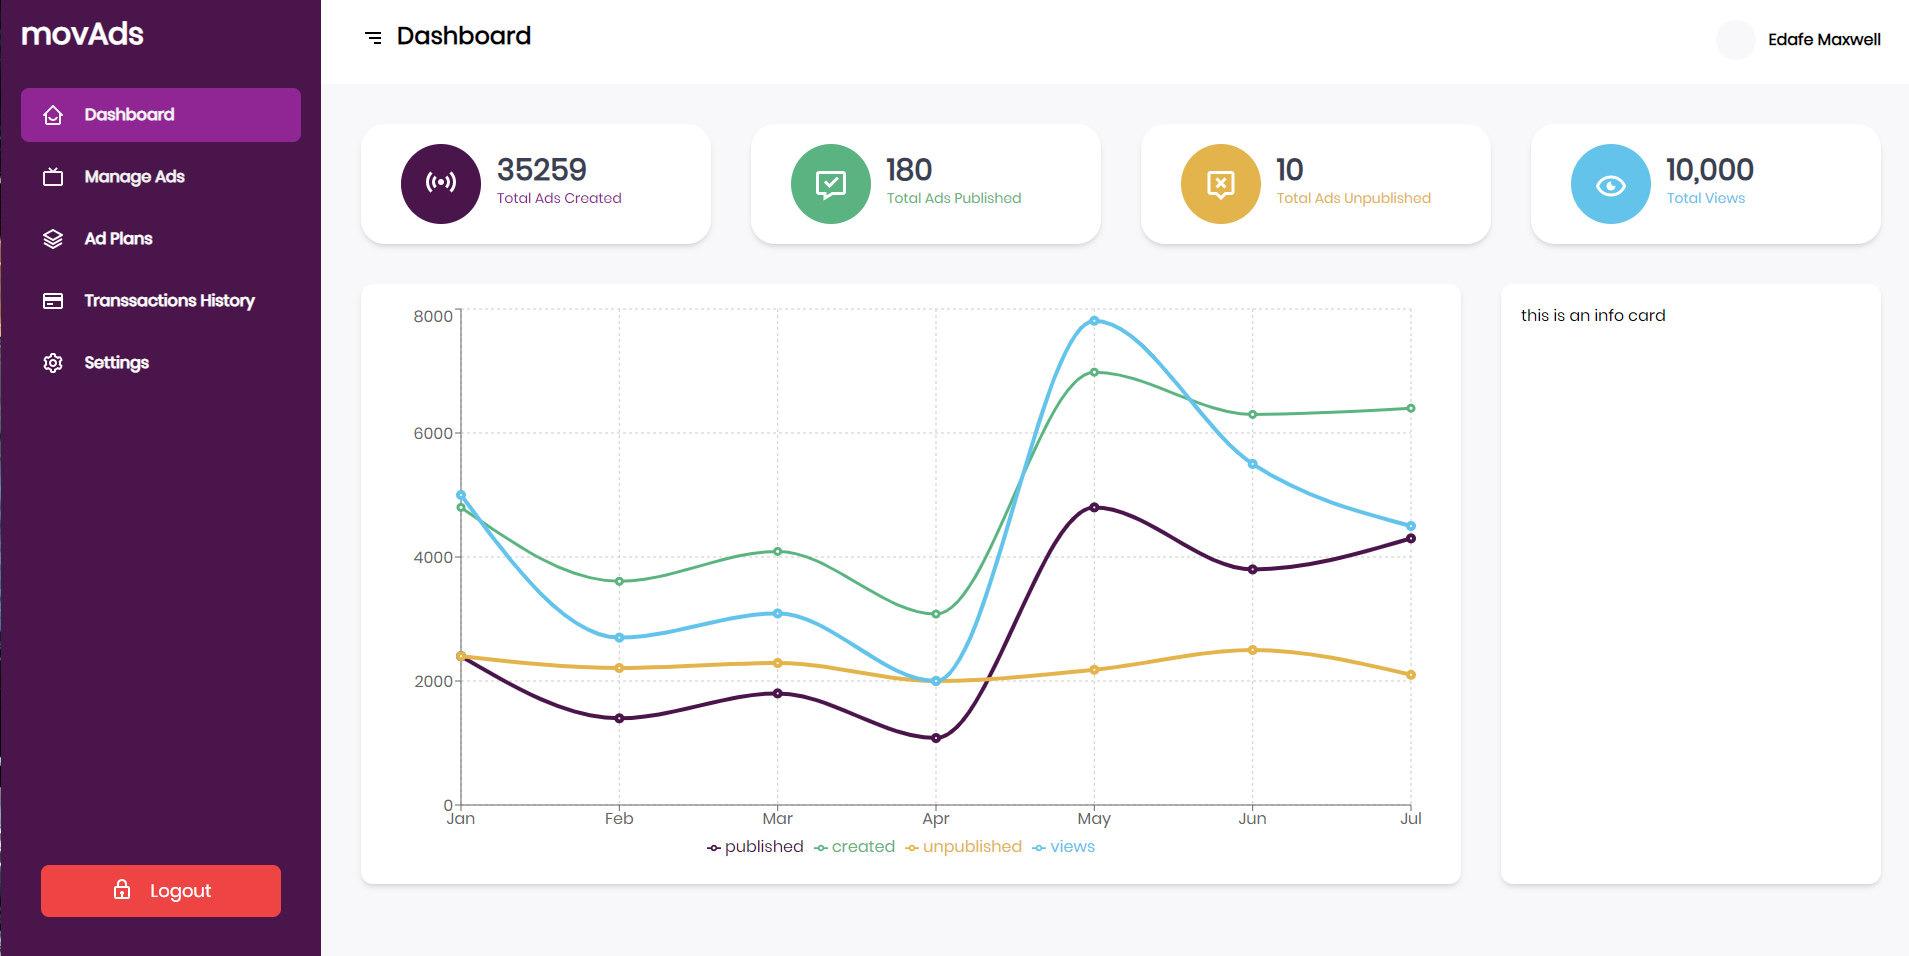 movAds
Dashboard
Manage Ads
Ad Plans
Transsactions History
Settings
Logout
Dashboard
Edafe Maxwell
35259
Total Ads Created
180
Total Ads Published
10
Total Ads Unpublished
10,000
Total Views
8000
6000
4000
2000
0
Jan Feb Mar Apr May Jun Jul
published created unpublished views
this is an info card